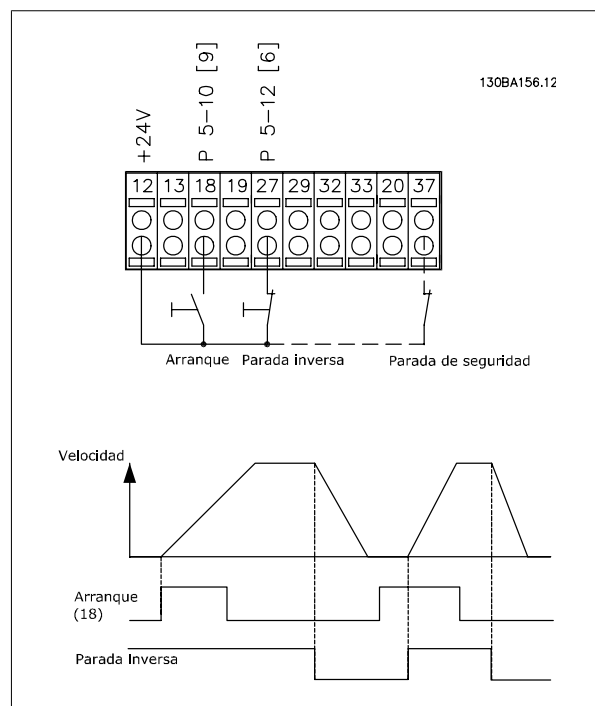 130BA156.12
+24V
P 5-10 [9]
P 5-12 [6]
12 13 18 19 27 29 32 33 20 37
Arranque Parada inversa Parada de seguridad
Velocidad
Arranque
(18)
Parada Inversa